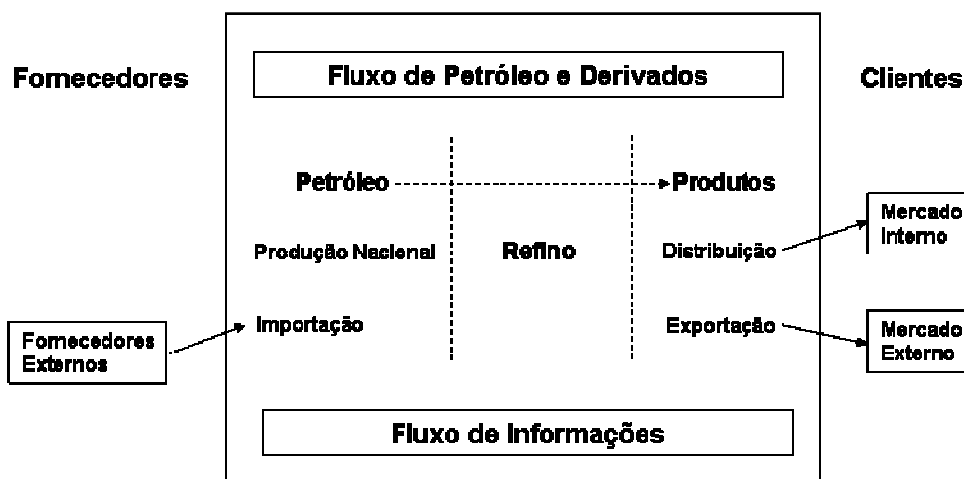 Fluxo de Petróleo e Derivados
Fornecedores
Clientes
Petróleo
Produtos
Mercado
Interno
Produção Nacional
Refino
Distribuição
Importação
Exportação
Fornecedores
Externos
Mercado
Externo
Fluxo de Informações